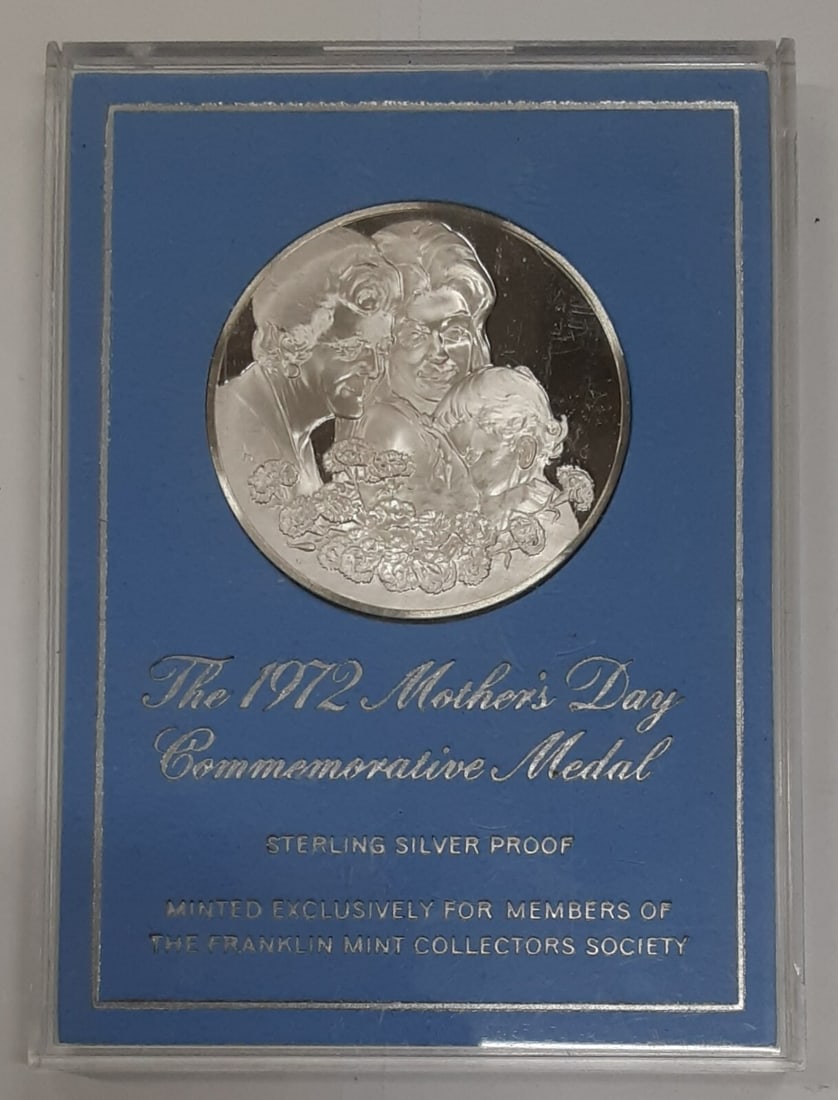 The 1972 Mother's Day
Commemorative Medal
STERLING SILVER PROOF
MINTED EXCLUSIVELY FOR MEMBERS OF
THE FRANKLIN MINT COLLECTORS SOCIETY